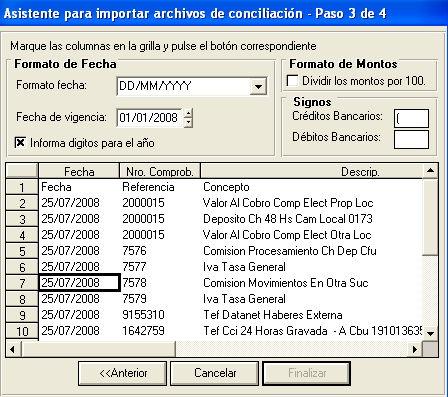 Asistente para importar archivos de conciliación - Paso 3 de 4
Marque las columnas en la grilla y pulse el botón correspondiente
Formato de Fecha
Formato fecha: DD/MM/YYYY
Fecha de vigencia: 01/01/2008
Informa digitos para el año
Formato de Montos
Dividir los montos por 100.
Signos
Créditos Bancarios: (
Débitos Bancarios:
Fecha Nro. Comprob. Descrip.
1 Fecha Referencia Concepto
2 25/07/2008 2000015 Valor Al Cobro Comp Elect Prop Loc
3 25/07/2008 2000015 Deposito Ch 48 Hs Cam Local 0173
4 25/07/2008 2000015 Valor Al Cobro Comp Elect Otra Loc
5 25/07/2008 7576 Comision Procesamiento Ch Dep Cfu
6 25/07/2008 7577 Iva Tasa General
7 25/07/2008 7578 Comision Movimientos En Otra Suc
8 25/07/2008 7579 Iva Tasa General
9 25/07/2008 9155310 Tef Datanet Haberes Externa
10 25/07/2008 1642759 Tef Cci 24 Horas Gravada - A Cbu 19101363
<<Anterior Cancelar Finalizar